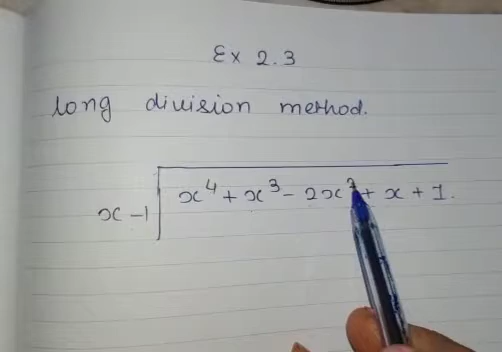 Ex 2.3
long division method.
x - 1 | x⁴ + x³ - 2x² + x + 1.